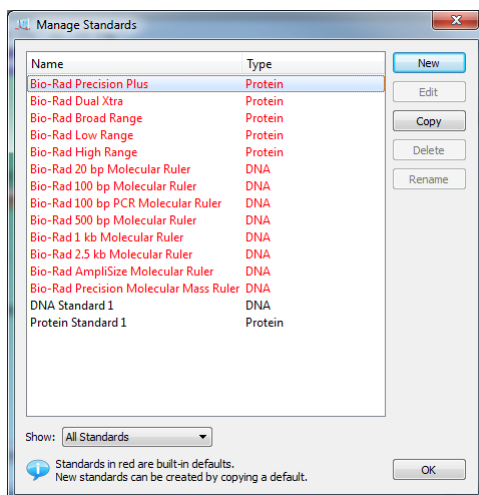 Manage Standards
Name Type
Bio-Rad Precision Plus Protein
Bio-Rad Dual Xtra Protein
Bio-Rad Broad Range Protein
Bio-Rad Low Range Protein
Bio-Rad High Range Protein
Bio-Rad 20 bp Molecular Ruler DNA
Bio-Rad 100 bp Molecular Ruler DNA
Bio-Rad 100 bp PCR Molecular Ruler DNA
Bio-Rad 500 bp Molecular Ruler DNA
Bio-Rad 1 kb Molecular Ruler DNA
Bio-Rad 2.5 kb Molecular Ruler DNA
Bio-Rad AmpliSize Molecular Ruler DNA
Bio-Rad Precision Molecular Mass Ruler DNA
DNA Standard 1 DNA
Protein Standard 1 Protein
New
Edit
Copy
Delete
Rename
Show: All Standards
Standards in red are built-in defaults.
New standards can be created by copying a default.
OK